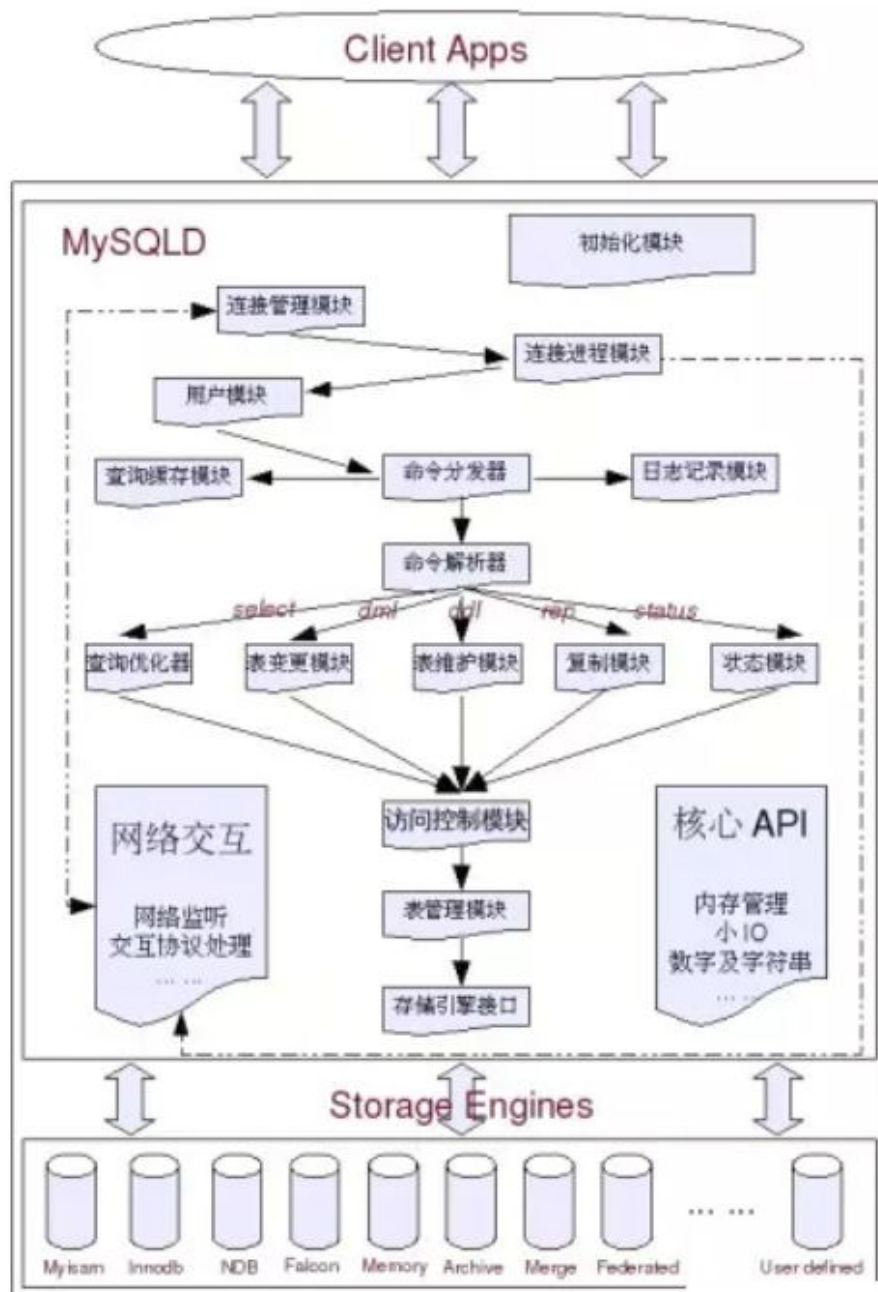 Client Apps
MySQLD
初始化模块
连接管理模块
连接进程模块
用户模块
查询缓存模块
命令分发器
日志记录模块
命令解析器
select
dml
ddl
rep
status
查询优化器
表变更模块
表维护模块
复制模块
状态模块
访问控制模块
网络交互
网络监听
交互协议处理
... ...
核心 API
内存管理
小 IO
数字及字符串
... ...
表管理模块
存储引擎接口
Storage Engines
Myisam
Innodb
NDB
Falcon
Memory
Archive
Merge
Federated
... ...
User defined